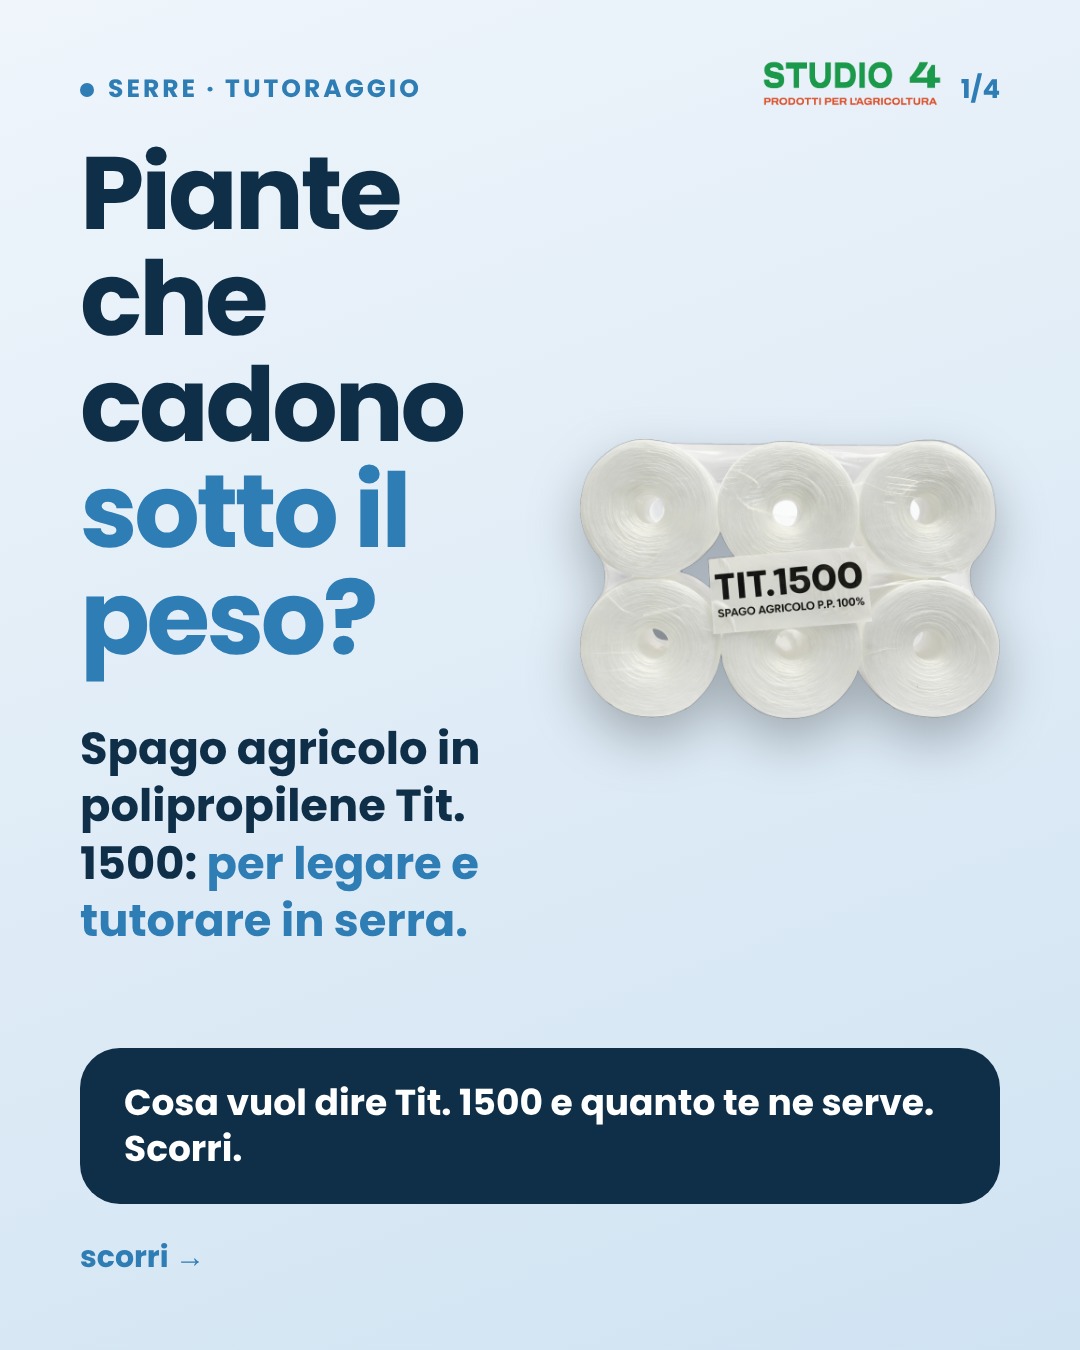 SERRE · TUTORAGGIO
STUDIO 4
PRODOTTI PER L'AGRICOLTURA
1/4
Piante
che
cadono
sotto il
peso?
TIT.1500
SPAGO AGRICOLO P.P. 100%
Spago agricolo in
polipropilene Tit.
1500: per legare e
tutorare in serra.
Cosa vuol dire Tit. 1500 e quanto te ne serve.
Scorri.
scorri →